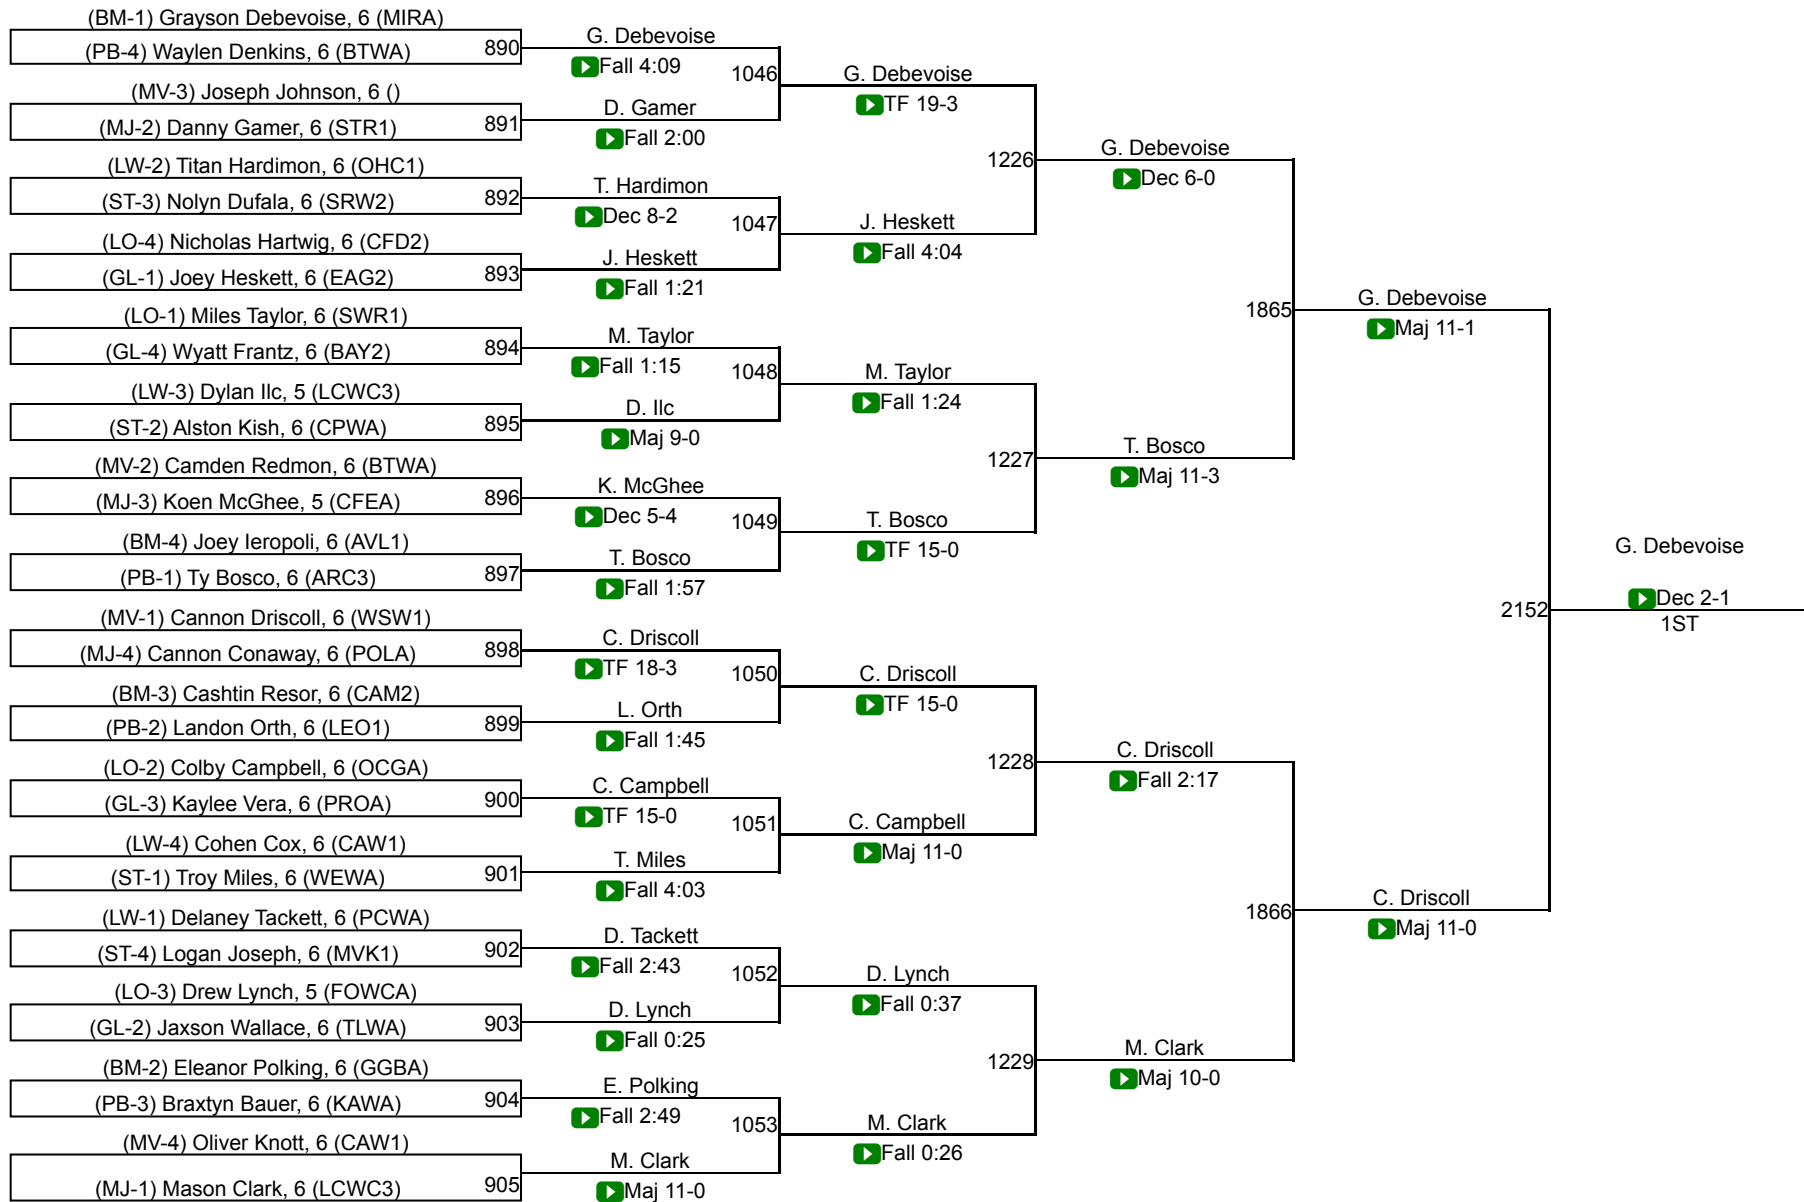 (BM-1) Grayson Debevoise, 6 (MIRA)
(PB-4) Waylen Denkins, 6 (BTWA)
890
(MV-3) Joseph Johnson, 6 ()
(MJ-2) Danny Gamer, 6 (STR1)
891
(LW-2) Titan Hardimon, 6 (OHC1)
(ST-3) Nolyn Dufala, 6 (SRW2)
892
(LO-4) Nicholas Hartwig, 6 (CFD2)
(GL-1) Joey Heskett, 6 (EAG2)
893
(LO-1) Miles Taylor, 6 (SWR1)
(GL-4) Wyatt Frantz, 6 (BAY2)
894
(LW-3) Dylan Ilc, 5 (LCWC3)
(ST-2) Alston Kish, 6 (CPWA)
895
(MV-2) Camden Redmon, 6 (BTWA)
(MJ-3) Koen McGhee, 5 (CFEA)
896
(BM-4) Joey Ieropoli, 6 (AVL1)
(PB-1) Ty Bosco, 6 (ARC3)
897
(MV-1) Cannon Driscoll, 6 (WSW1)
(MJ-4) Cannon Conaway, 6 (POLA)
898
(BM-3) Cashtin Resor, 6 (CAM2)
(PB-2) Landon Orth, 6 (LEO1)
899
(LO-2) Colby Campbell, 6 (OCGA)
(GL-3) Kaylee Vera, 6 (PROA)
900
(LW-4) Cohen Cox, 6 (CAW1)
(ST-1) Troy Miles, 6 (WEWA)
901
(LW-1) Delaney Tackett, 6 (PCWA)
(ST-4) Logan Joseph, 6 (MVK1)
902
(LO-3) Drew Lynch, 5 (FOWCA)
(GL-2) Jaxson Wallace, 6 (TLWA)
903
(BM-2) Eleanor Polking, 6 (GGBA)
(PB-3) Braxtyn Bauer, 6 (KAWA)
904
(MV-4) Oliver Knott, 6 (CAW1)
(MJ-1) Mason Clark, 6 (LCWC3)
905
G. Debevoise
Fall 4:09
1046
D. Gamer
Fall 2:00
T. Hardimon
Dec 8-2
1047
J. Heskett
Fall 1:21
M. Taylor
Fall 1:15
1048
D. Ilc
Maj 9-0
K. McGhee
Dec 5-4
1049
T. Bosco
Fall 1:57
C. Driscoll
TF 18-3
1050
L. Orth
Fall 1:45
C. Campbell
TF 15-0
1051
T. Miles
Fall 4:03
D. Tackett
Fall 2:43
1052
D. Lynch
Fall 0:25
E. Polking
Fall 2:49
1053
M. Clark
Maj 11-0
G. Debevoise
TF 19-3
1226
J. Heskett
Fall 4:04
M. Taylor
Fall 1:24
1227
T. Bosco
TF 15-0
C. Driscoll
TF 15-0
1228
C. Campbell
Maj 11-0
D. Lynch
Fall 0:37
1229
M. Clark
Fall 0:26
G. Debevoise
Dec 6-0
1865
T. Bosco
Maj 11-3
C. Driscoll
Fall 2:17
1866
M. Clark
Maj 10-0
G. Debevoise
Maj 11-1
2152
C. Driscoll
Maj 11-0
G. Debevoise
Dec 2-1
1ST